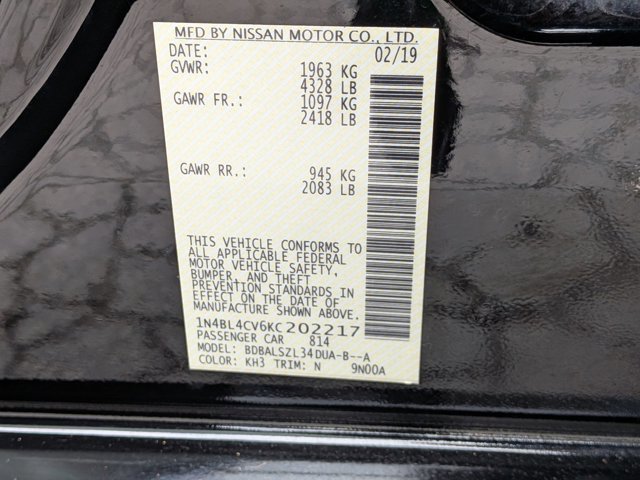 MFD BY NISSAN MOTOR CO., LTD.
DATE: 02/19
GVWR: 1963 KG
4328 LB
GAWR FR.: 1097 KG
2418 LB
GAWR RR.: 945 KG
2083 LB
THIS VEHICLE CONFORMS TO
ALL APPLICABLE FEDERAL
MOTOR VEHICLE SAFETY,
BUMPER, AND THEFT
PREVENTION STANDARDS IN
EFFECT ON THE DATE OF
MANUFACTURE SHOWN ABOVE.
1N4BL4CV6KC202217
PASSENGER CAR 814
MODEL: BDBALSZL34DUA-B--A
COLOR: KH3 TRIM: N 9N00A